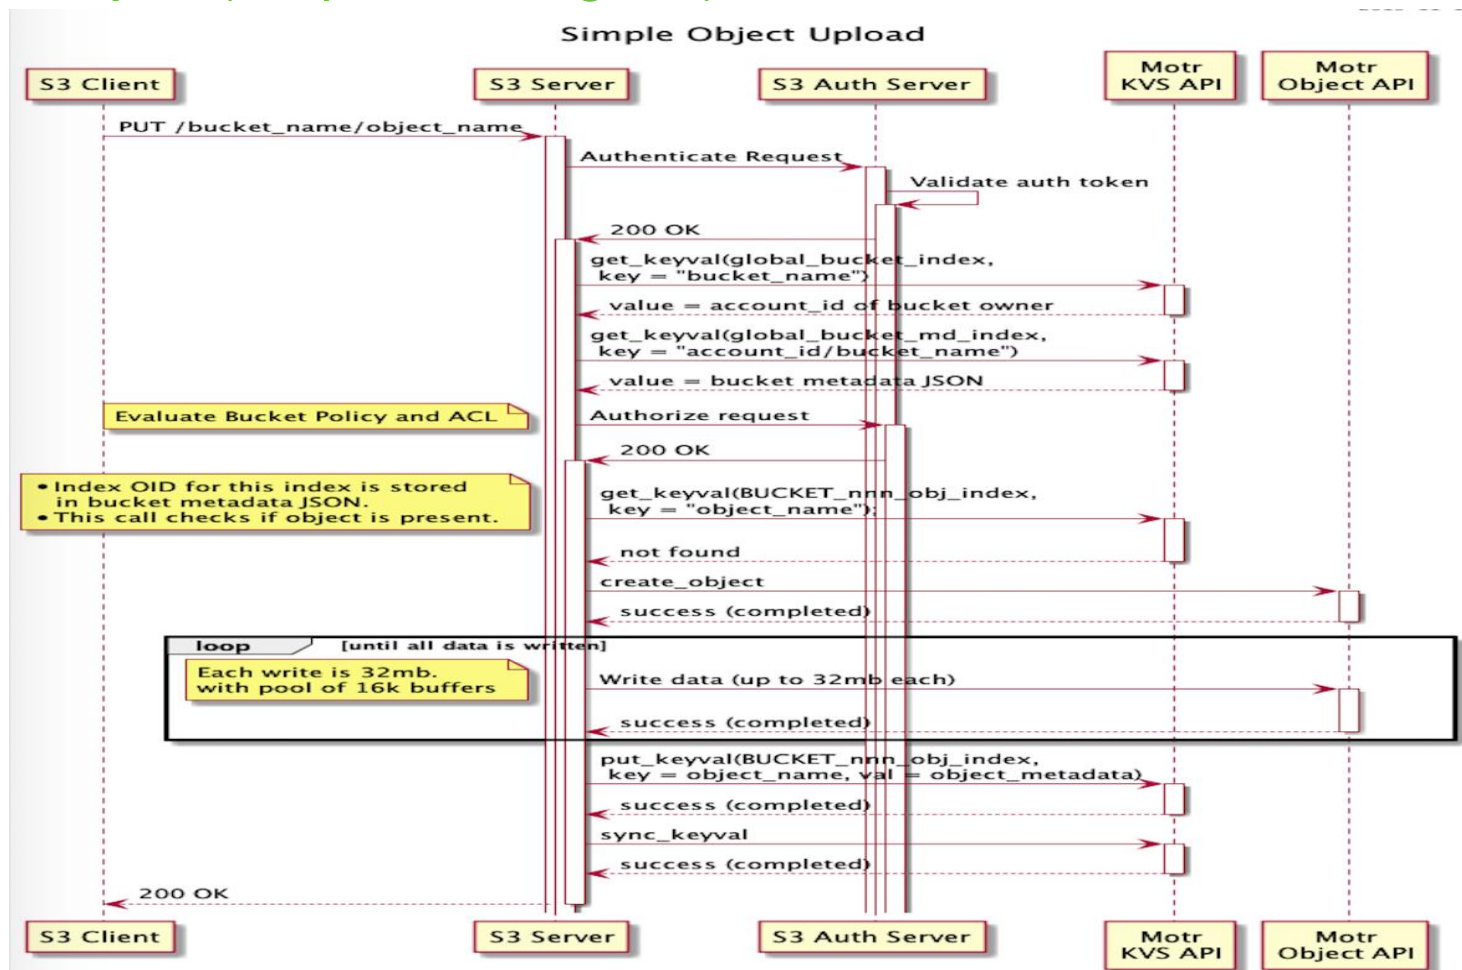 Simple Object Upload
S3 Client
S3 Server
S3 Auth Server
Motr
KVS API
Motr
Object API
PUT /bucket_name/object_name
Authenticate Request
Validate auth token
200 OK
get_keyval(global_bucket_index,
key = "bucket_name")
value = account_id of bucket owner
get_keyval(global_bucket_md_index,
key = "account_id/bucket_name")
value = bucket metadata JSON
Evaluate Bucket Policy and ACL
Authorize request
200 OK
• Index OID for this index is stored
in bucket metadata JSON.
• This call checks if object is present.
get_keyval(BUCKET_nnn_obj_index,
key = "object_name");
not found
create_object
success (completed)
loop [until all data is written]
Each write is 32mb.
with pool of 16k buffers
Write data (up to 32mb each)
success (completed)
put_keyval(BUCKET_nnn_obj_index,
key = object_name, val = object_metadata)
success (completed)
sync_keyval
success (completed)
200 OK
S3 Client
S3 Server
S3 Auth Server
Motr
KVS API
Motr
Object API